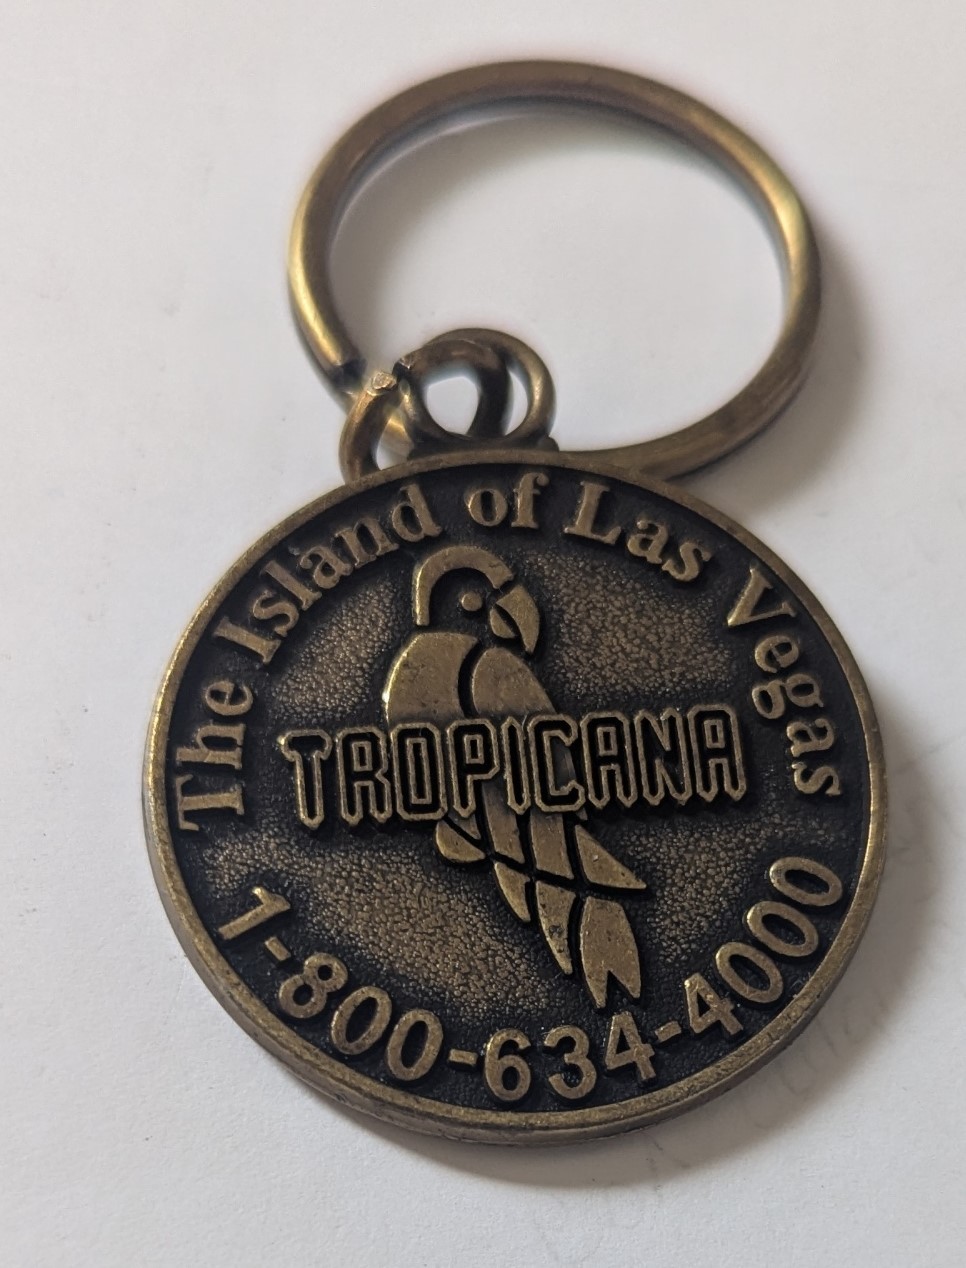 The Island of Las Vegas
TROPICANA
1-800-634-4000